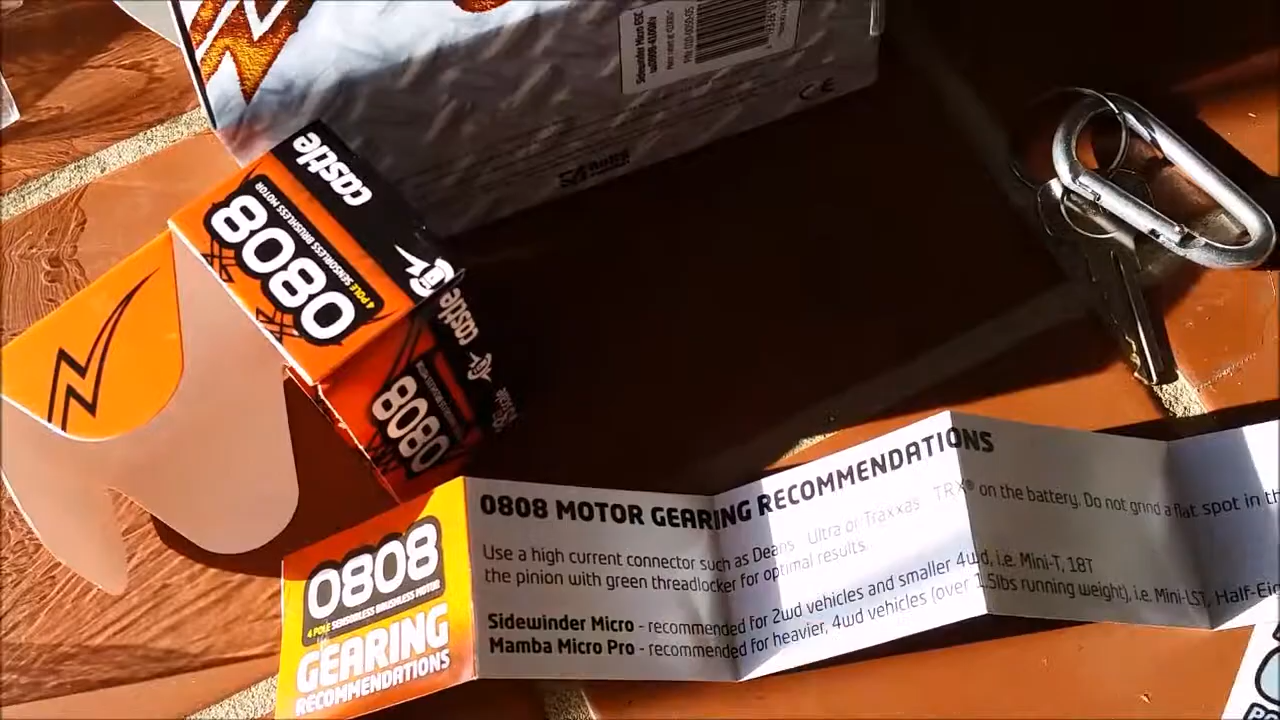 Sidewinder Micro ESC
castle
0808
4 POLE SENSORLESS BRUSHLESS MOTOR
castle
0808
0808
4 POLE SENSORLESS BRUSHLESS MOTOR
GEARING
RECOMMENDATIONS
0808 MOTOR GEARING RECOMMENDATIONS
Use a high current connector such as Deans Ultra or Traxxas TRX® on the battery. Do not grind a flat spot in th
the pinion with green threadlocker for optimal results.
Sidewinder Micro - recommended for 2wd vehicles and smaller 4wd, i.e. Mini-T, 18T
Mamba Micro Pro - recommended for heavier, 4wd vehicles (over 1.5lbs running weight), i.e. Mini-LST, Half-Eig
CE